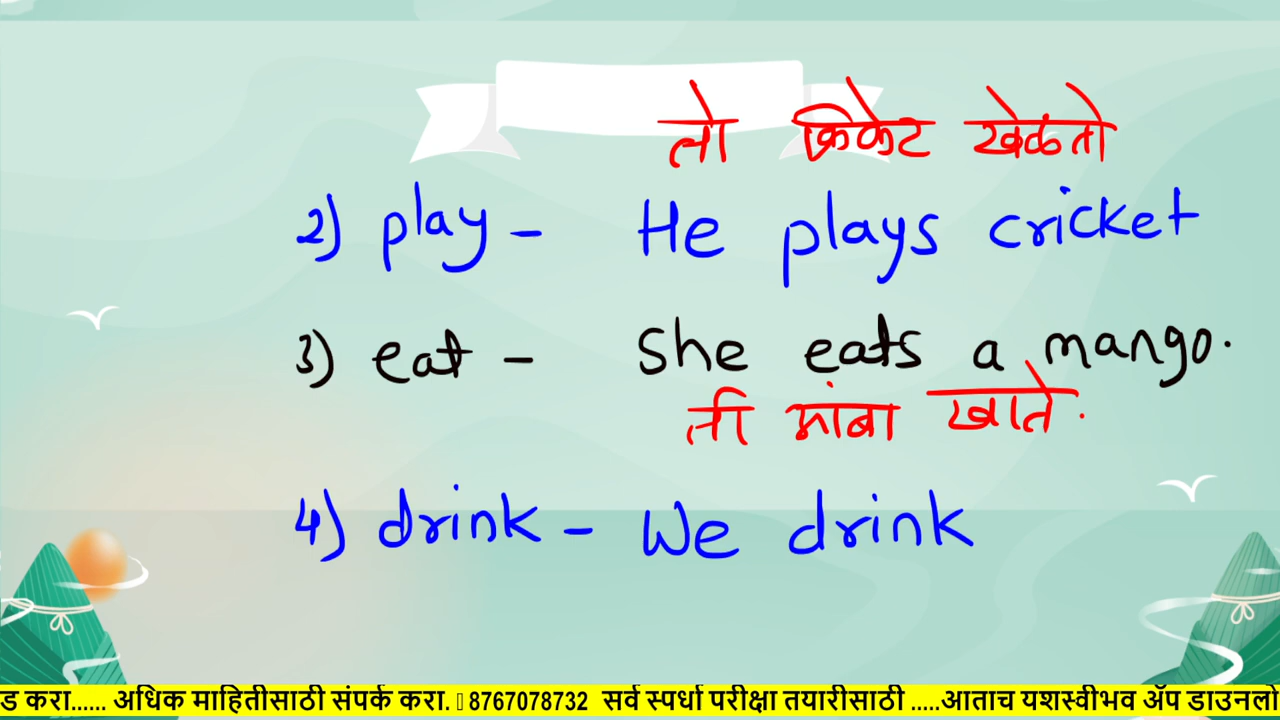 तो क्रिकेट खेळतो
2) play - He plays cricket
3) eat - She eats a mango.
ती आंबा खाते.
4) drink - We drink
ड करा...... अधिक माहितीसाठी संपर्क करा. 8767078732 सर्व स्पर्धा परीक्षा तयारीसाठी .....आताच यशस्वीभव ॲप डाउनलो